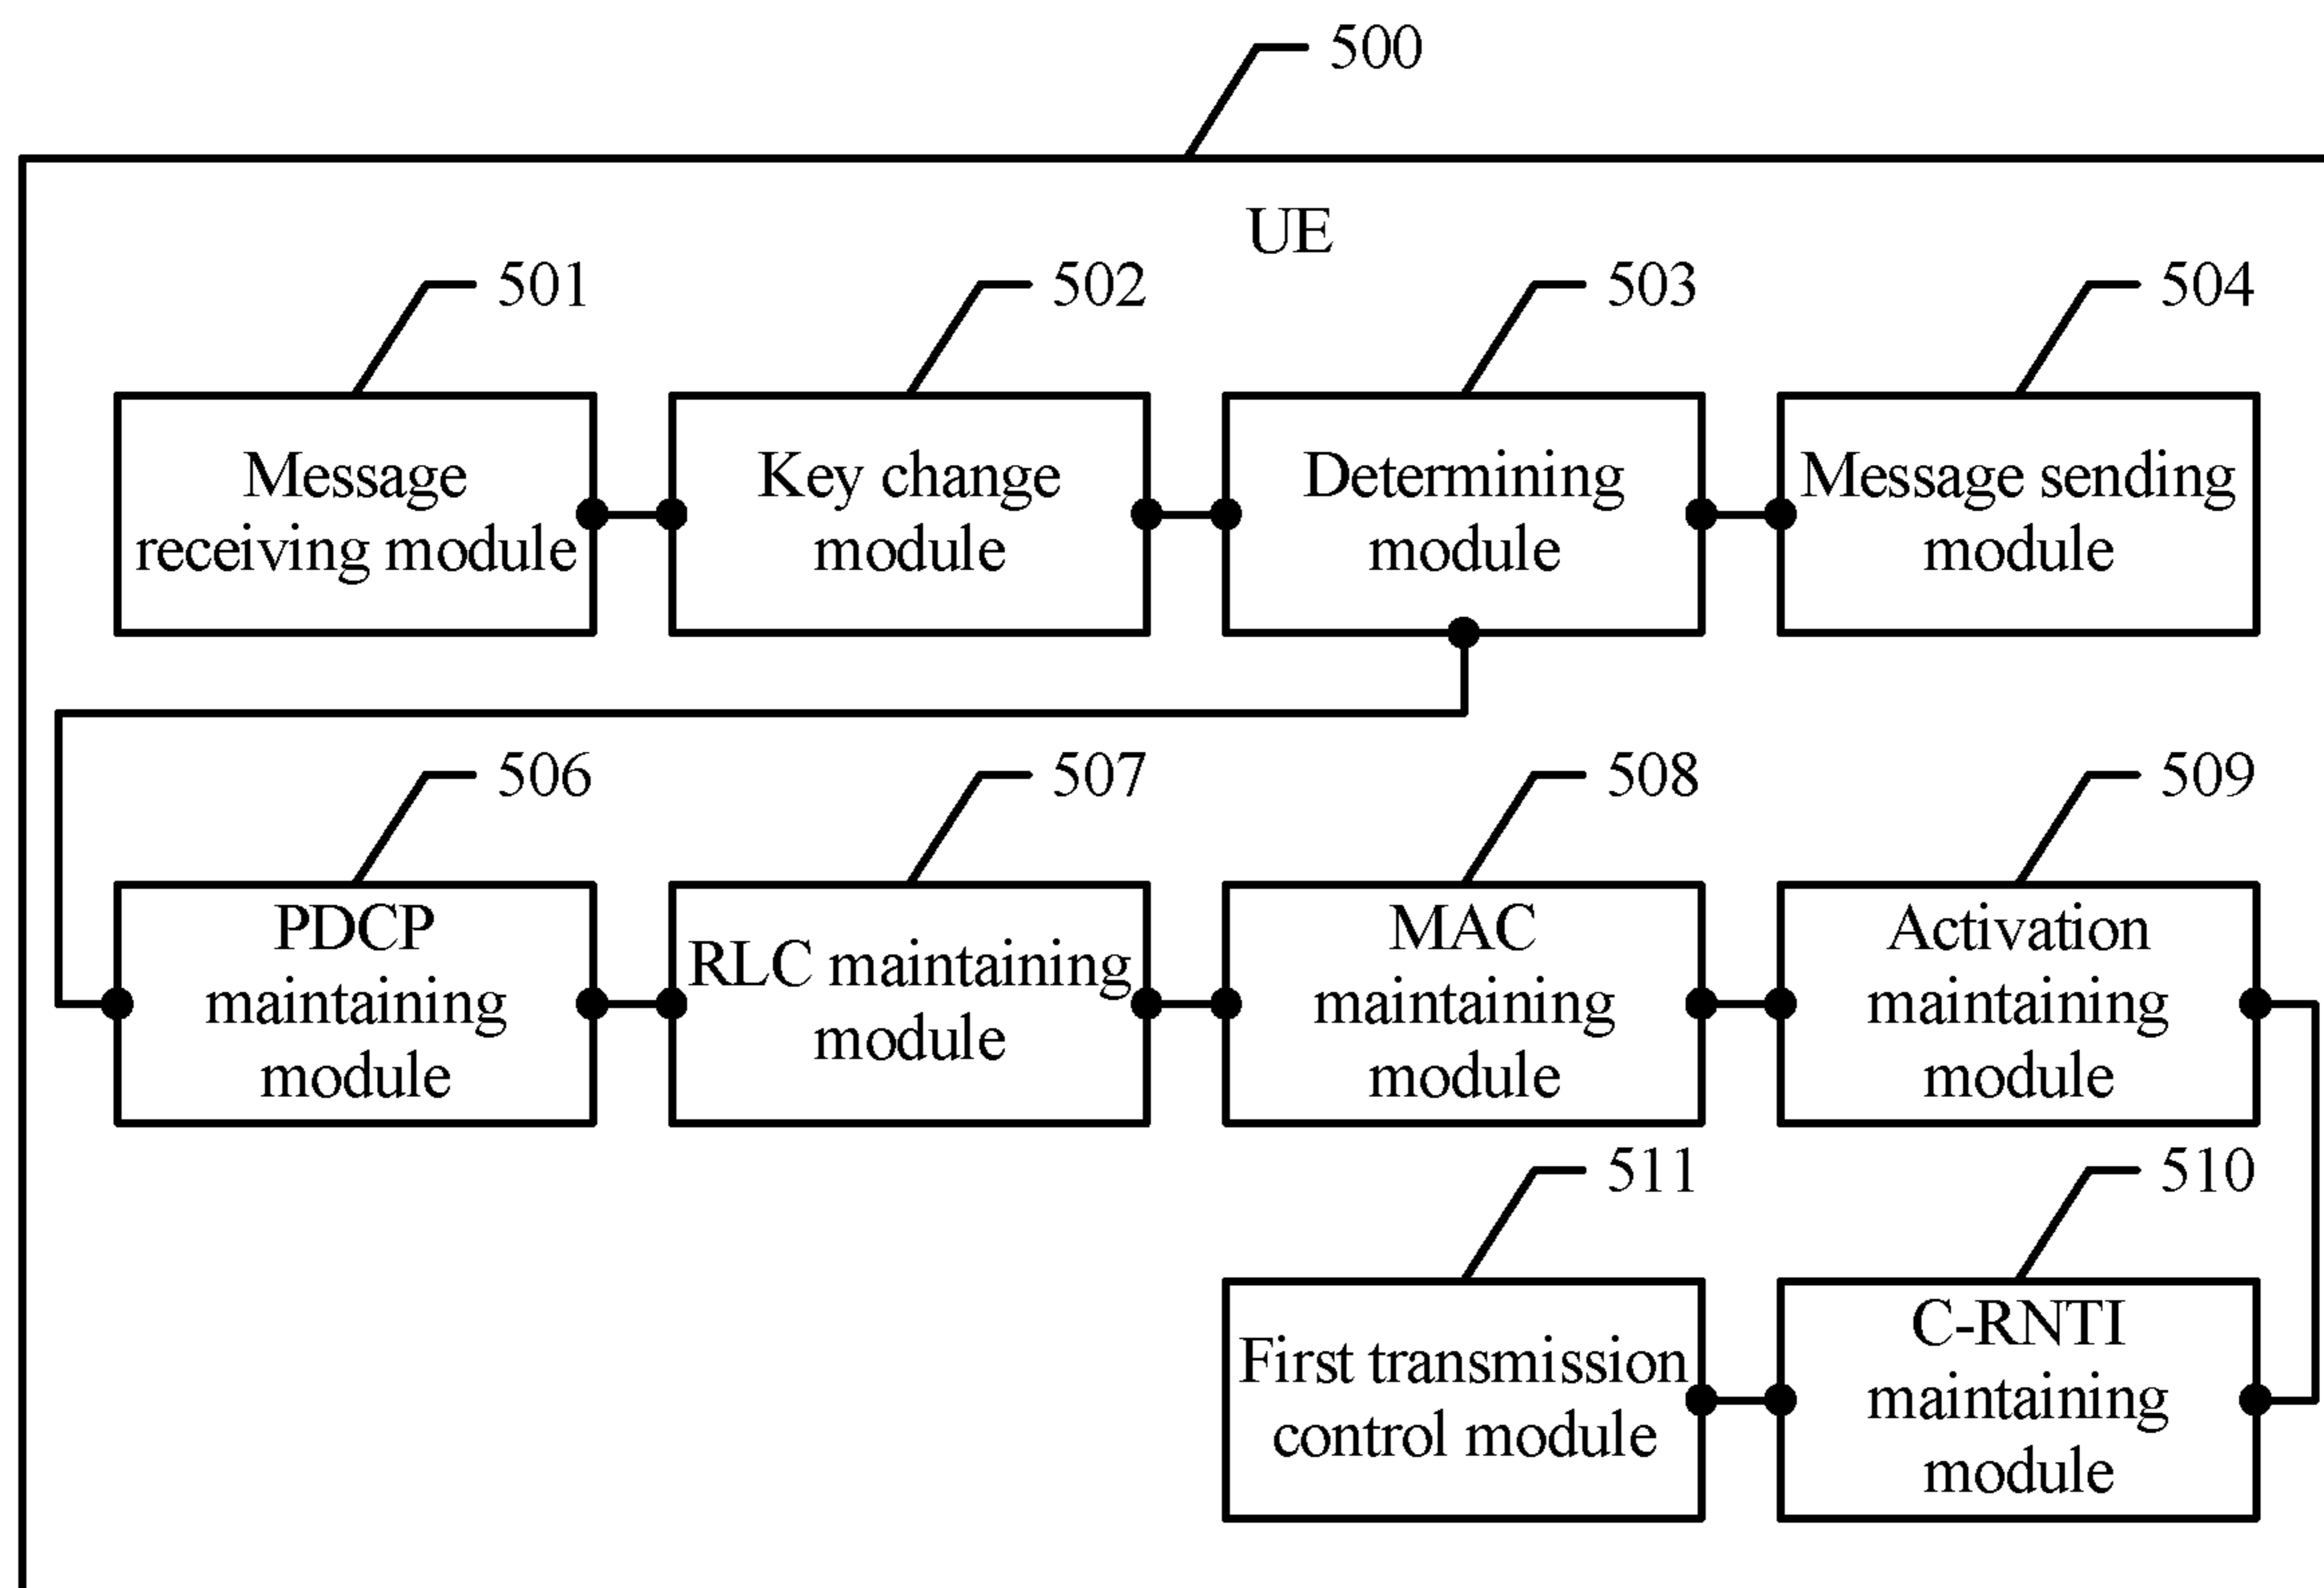 500
UE
501
502
503
504
Message
receiving module
Key change
module
Determining
module
Message sending
module
506
507
508
509
PDCP
maintaining
module
RLC maintaining
module
MAC
maintaining
module
Activation
maintaining
module
511
510
First transmission
control module
C-RNTI
maintaining
module